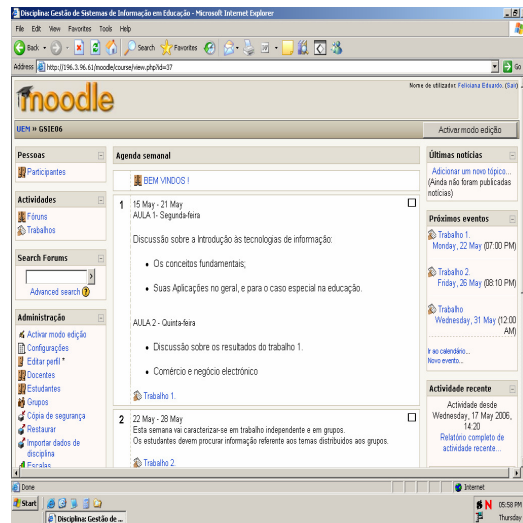 Disciplina: Gestão de Sistemas de Informação em Educação - Microsoft Internet Explorer
File Edit View Favorites Tools Help
Back Search Favorites
Address http://196.3.96.61/moodle/course/view.php?id=37 Go
moodle
Nome de utilizador: Feliciana Eduardo. (Sair)
UEM » GSIE06
Activar modo edição
Pessoas
Participantes
Actividades
Fóruns
Trabalhos
Search Forums
Advanced search
Administração
Activar modo edição
Configurações
Editar perfil *
Docentes
Estudantes
Grupos
Cópia de segurança
Restaurar
Importar dados de
disciplina
Escalas
Agenda semanal
BEM VINDOS !
1
15 May - 21 May
AULA 1- Segunda-feira
Discussão sobre a Introdução às tecnologias de informação:
• Os conceitos fundamentais;
• Suas Aplicações no geral, e para o caso especial na educação.
AULA 2 - Quinta-feira
• Discussão sobre os resultados do trabalho 1.
• Comércio e negócio electrónico
Trabalho 1.
2
22 May - 28 May
Esta semana vai caracterizar-se em trabalho independente e em grupos.
Os estudantes devem procurar informação referente aos temas distribuidos aos grupos.
Trabalho 2.
Últimas notícias
Adicionar um novo tópico...
(Ainda não foram publicadas
notícias)
Próximos eventos
Trabalho 1.
Monday, 22 May (07:00 PM)
Trabalho 2.
Friday, 26 May (08:10 PM)
Trabalho
Wednesday, 31 May (12:00
AM)
Ir ao calendário...
Novo evento...
Actividade recente
Actividade desde
Wednesday, 17 May 2006,
14:20
Relatório completo de
actividade recente...
Done
Internet
Start
Disciplina: Gestão de ...
05:58 PM
Thursday